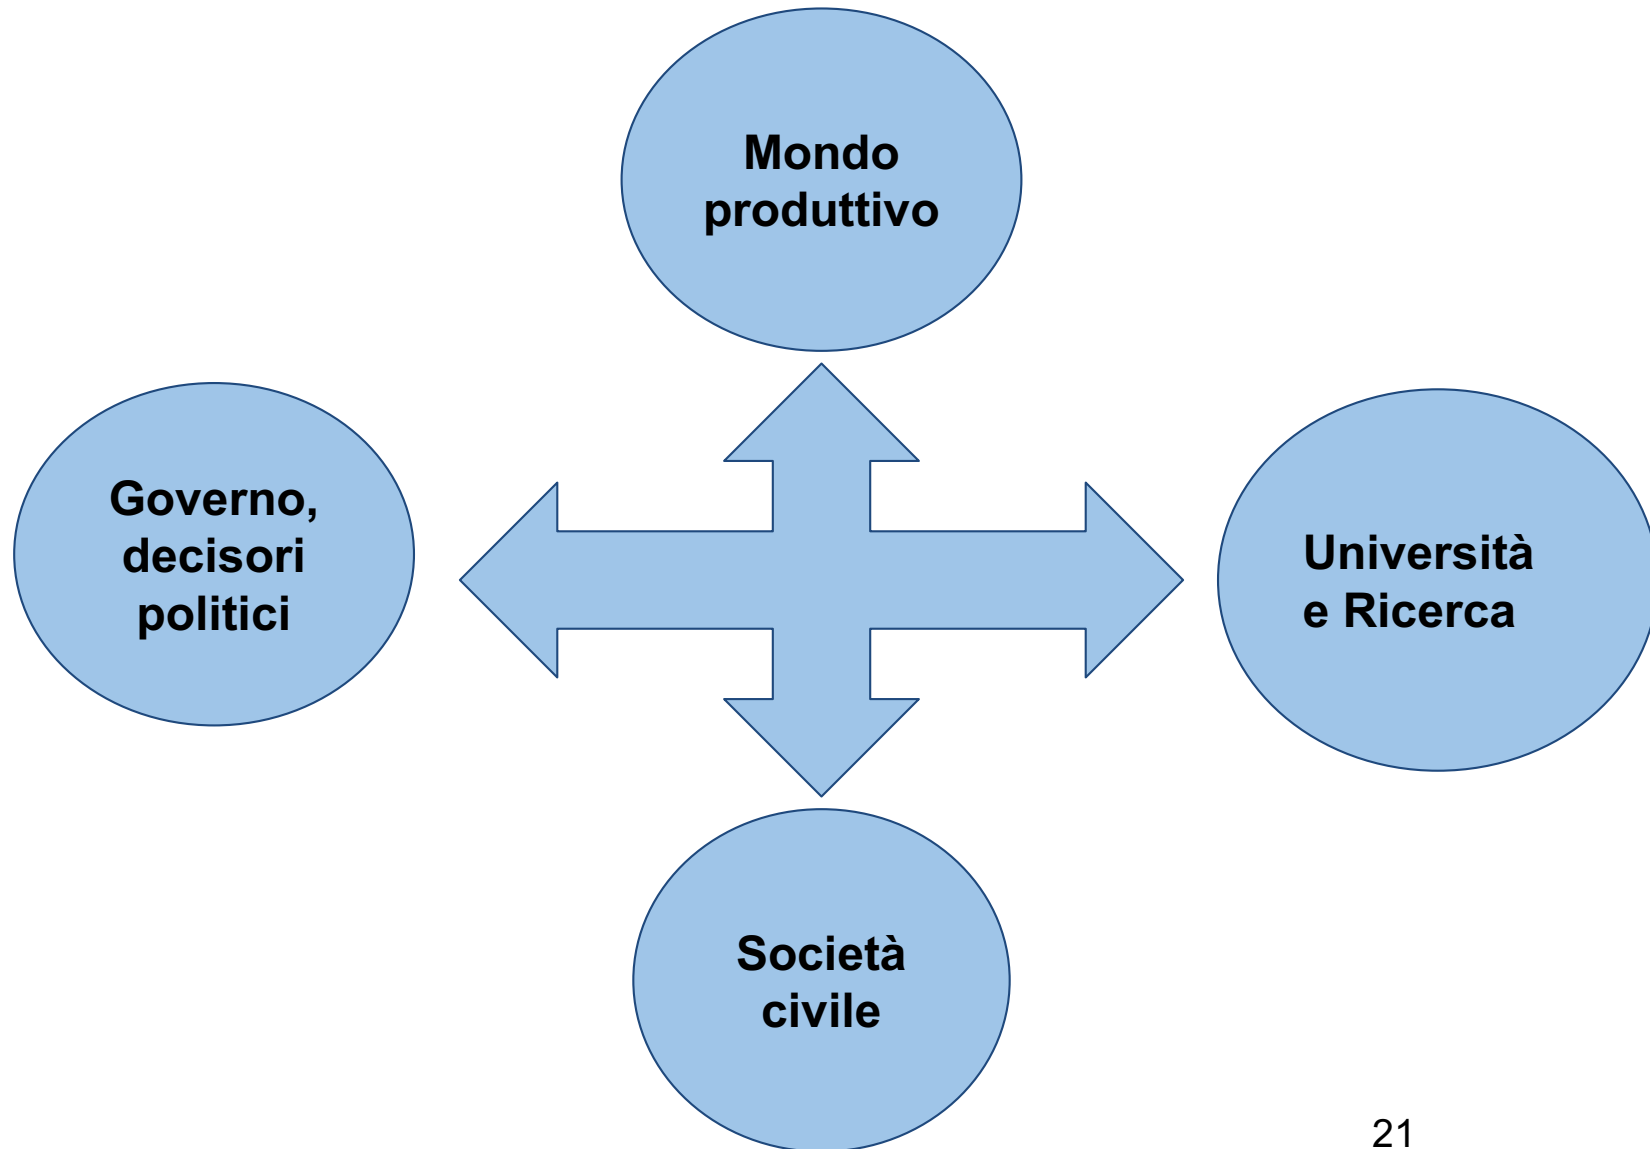 Mondo
produttivo
Governo,
decisori
politici
Università
e Ricerca
Società
civile
21